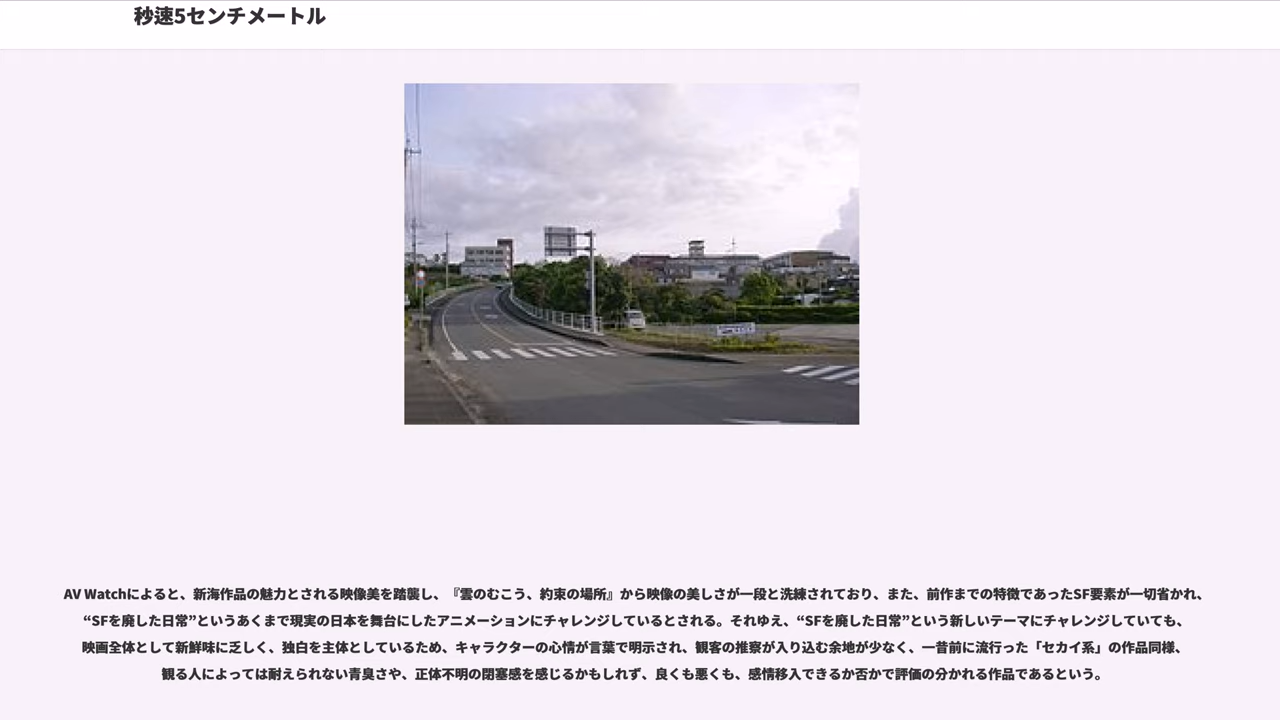 秒速5センチメートル
AV Watchによると、新海作品の魅力とされる映像美を踏襲し、『雲のむこう、約束の場所』から映像の美しさが一段と洗練されており、また、前作までの特徴であったSF要素が一切省かれ、
“SFを廃した日常”というあくまで現実の日本を舞台にしたアニメーションにチャレンジしているとされる。それゆえ、“SFを廃した日常”という新しいテーマにチャレンジしていても、
映画全体として新鮮味に乏しく、独白を主体としているため、キャラクターの心情が言葉で明示され、観客の推察が入り込む余地が少なく、一昔前に流行った「セカイ系」の作品同様、
観る人によっては耐えられない青臭さや、正体不明の閉塞感を感じるかもしれず、良くも悪くも、感情移入できるか否かで評価の分かれる作品であるという。